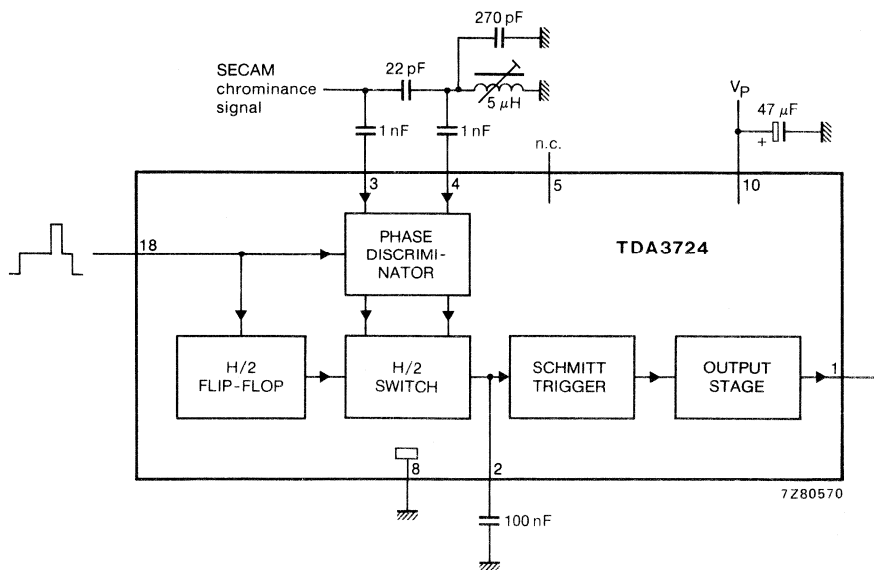 270 pF
22 pF
SECAM
chrominance
signal
5 µH
VP
47 µF
+
1 nF
1 nF
n.c.
3
4
5
10
18
PHASE
DISCRIMI-
NATOR
TDA3724
H/2
FLIP-FLOP
H/2
SWITCH
SCHMITT
TRIGGER
OUTPUT
STAGE
1
8
2
7Z80570
100 nF